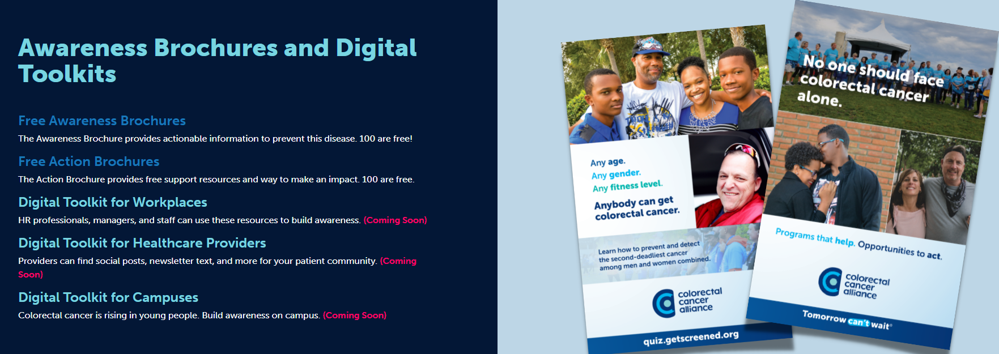 Awareness Brochures and Digital
Toolkits
Free Awareness Brochures
The Awareness Brochure provides actionable information to prevent this disease. 100 are free!
Free Action Brochures
The Action Brochure provides free support resources and way to make an impact. 100 are free.
Digital Toolkit for Workplaces
HR professionals, managers, and staff can use these resources to build awareness. (Coming Soon)
Digital Toolkit for Healthcare Providers
Providers can find social posts, newsletter text, and more for your patient community. (Coming
Soon)
Digital Toolkit for Campuses
Colorectal cancer is rising in young people. Build awareness on campus. (Coming Soon)
Any age.
Any gender.
Any fitness level.
Anybody can get
colorectal cancer.
Learn how to prevent and detect
the second-deadliest cancer
among men and women combined.
colorectal
cancer
alliance
quiz.getscreened.org
No one should face
colorectal cancer
alone.
Programs that help. Opportunities to act.
colorectal
cancer
alliance
Tomorrow can't wait®